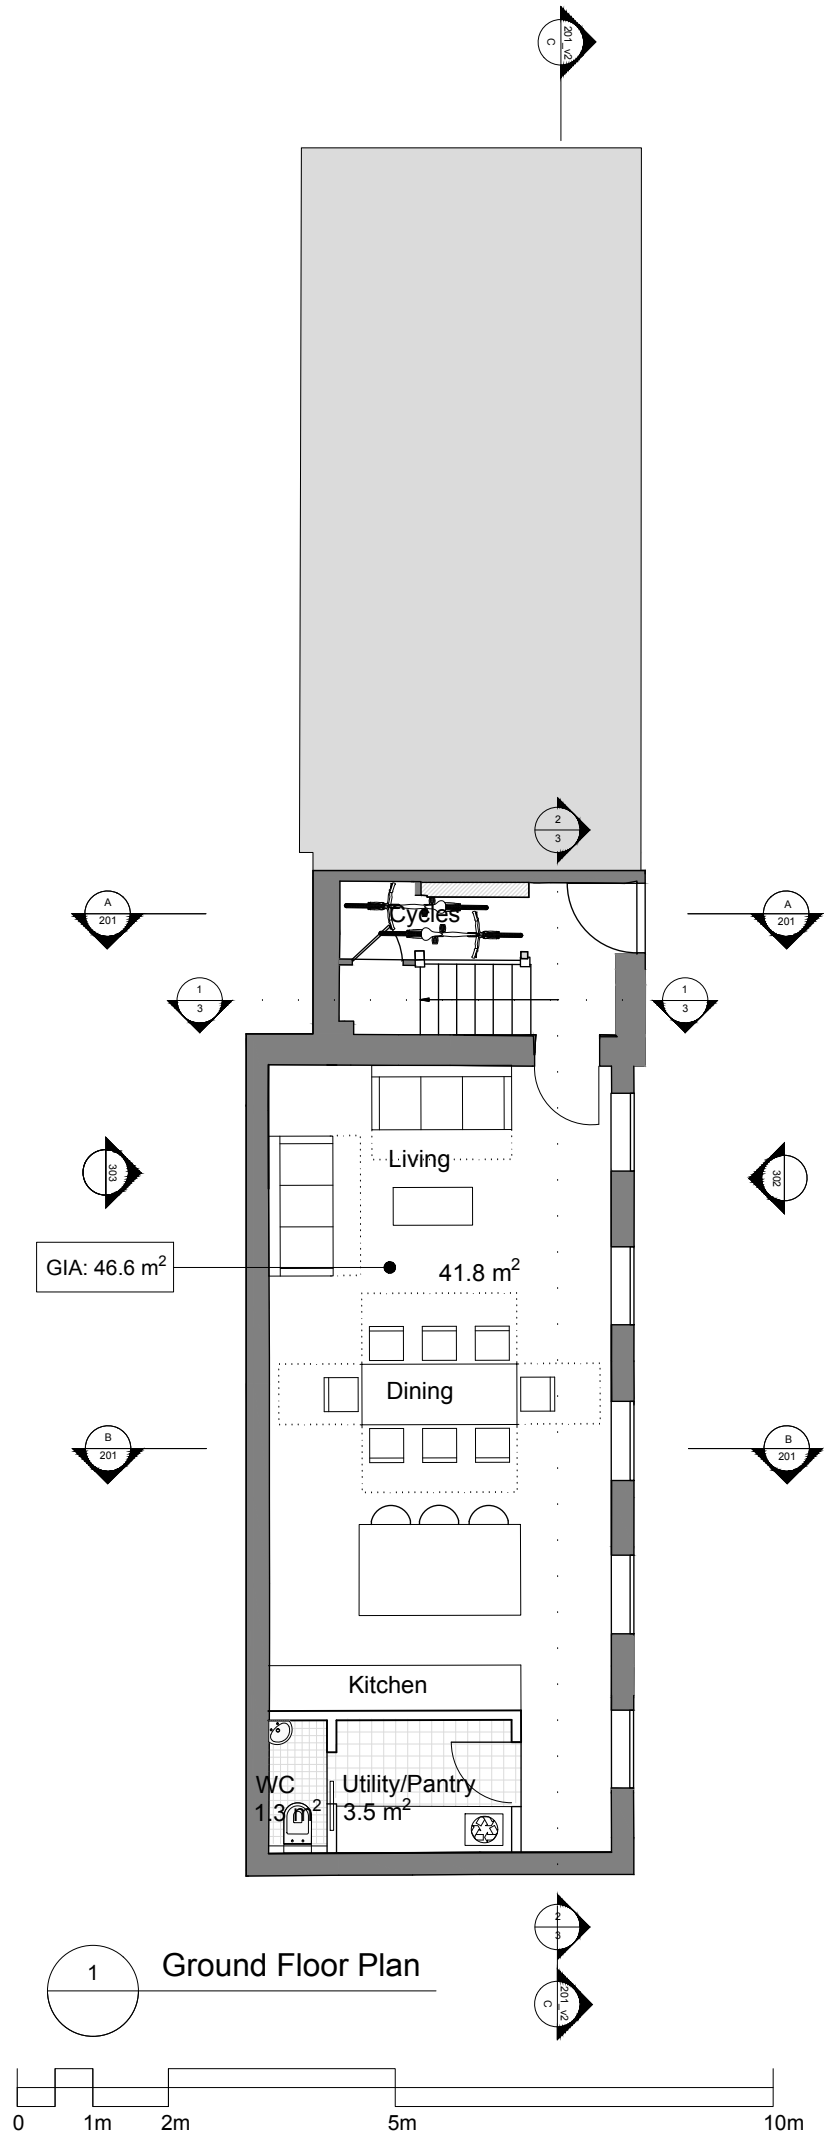 201_v2
C
2
3
Cycles
A
201
A
201
1
3
1
3
Living
303
302
GIA: 46.6 m²
41.8 m²
Dining
B
201
B
201
Kitchen
WC
1.3 m²
Utility/Pantry
3.5 m²
2
3
1
Ground Floor Plan
201_v2
C
0 1m 2m 5m 10m